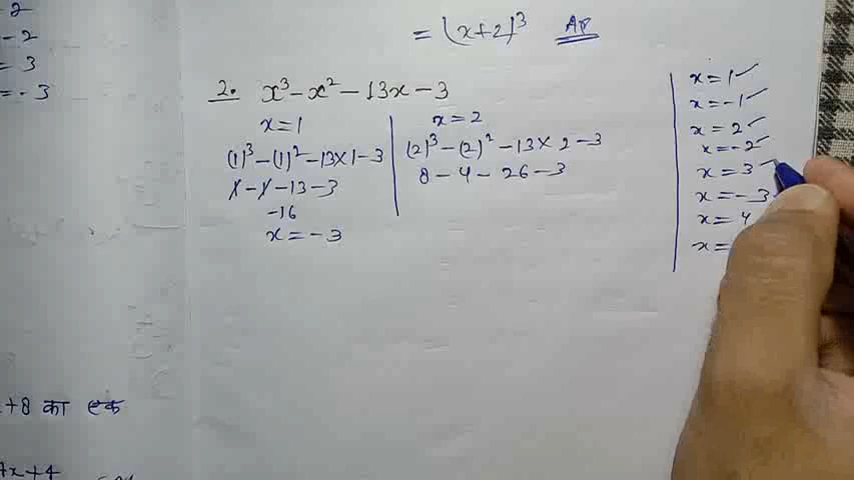 2
- 2
= 3
= - 3
= (x+2)³ Ans
2. x³ - x² - 13x - 3
x = 1
(1)³ - (1)² - 13×1 - 3
1 - 1 - 13 - 3
-16
x = -3
x = 2
(2)³ - (2)² - 13×2 - 3
8 - 4 - 26 - 3
x = 1 ✓
x = -1 ✓
x = 2 ✓
x = -2 ✓
x = 3
x = -3
x = 4
x =
+8 का एक
7x + 4